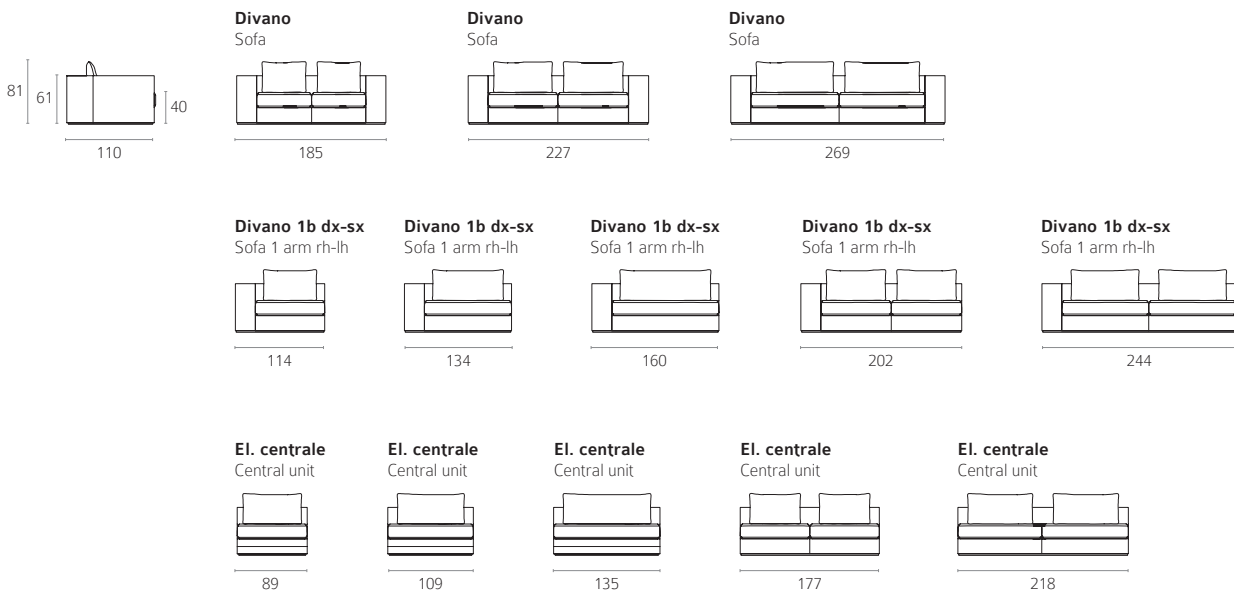 Divano
Sofa
Divano
Sofa
Divano
Sofa
81
61
40
110
185
227
269
Divano 1b dx-sx
Sofa 1 arm rh-lh
Divano 1b dx-sx
Sofa 1 arm rh-lh
Divano 1b dx-sx
Sofa 1 arm rh-lh
Divano 1b dx-sx
Sofa 1 arm rh-lh
Divano 1b dx-sx
Sofa 1 arm rh-lh
114
134
160
202
244
El. centrale
Central unit
El. centrale
Central unit
El. centrale
Central unit
El. centrale
Central unit
El. centrale
Central unit
89
109
135
177
218